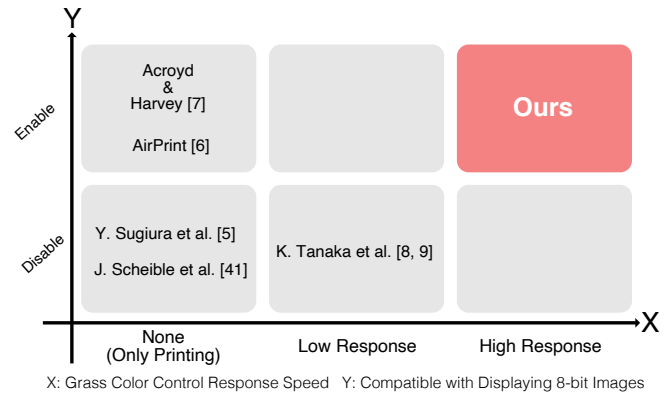 Y
Enable
Acroyd
&
Harvey [7]
AirPrint [6]
Ours
Disable
Y. Sugiura et al. [5]
J. Scheible et al. [41]
K. Tanaka et al. [8, 9]
X
None
(Only Printing)
Low Response
High Response
X: Grass Color Control Response Speed Y: Compatible with Displaying 8-bit Images